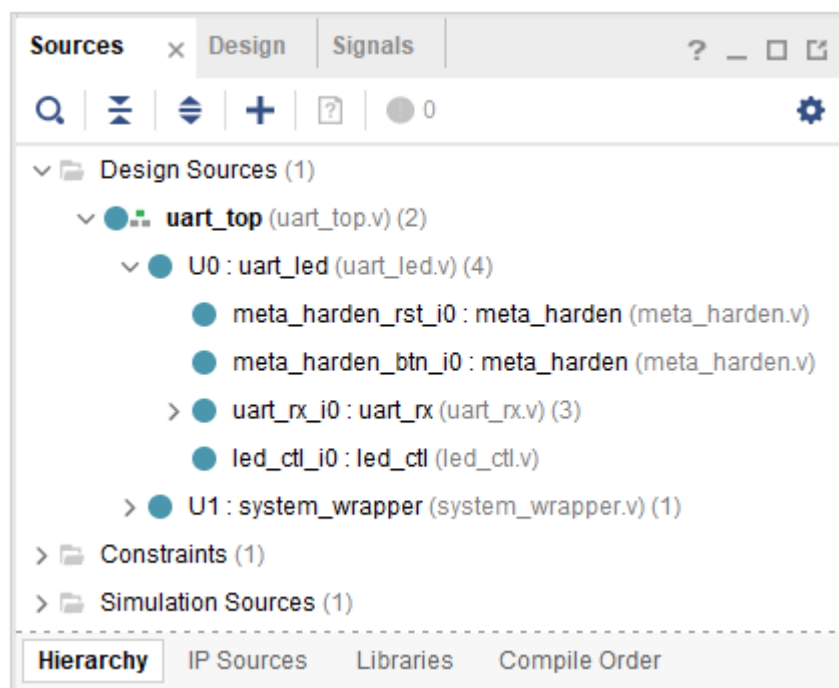 Sources × Design Signals ? _
? 0
Design Sources (1)
uart_top (uart_top.v) (2)
U0 : uart_led (uart_led.v) (4)
meta_harden_rst_i0 : meta_harden (meta_harden.v)
meta_harden_btn_i0 : meta_harden (meta_harden.v)
uart_rx_i0 : uart_rx (uart_rx.v) (3)
led_ctl_i0 : led_ctl (led_ctl.v)
U1 : system_wrapper (system_wrapper.v) (1)
Constraints (1)
Simulation Sources (1)
Hierarchy IP Sources Libraries Compile Order